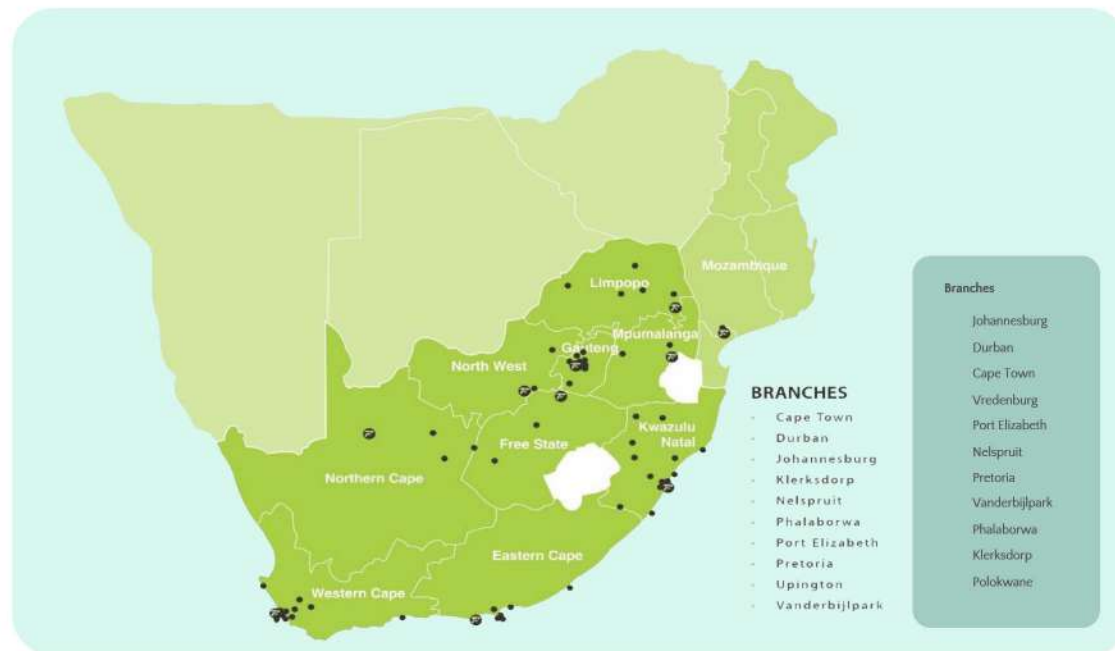 Limpopo
Mozambique
Mpumalanga
Gauteng
North West
Kwazulu
Natal
Free State
Northern Cape
Eastern Cape
Western Cape
BRANCHES
- Cape Town
- Durban
- Johannesburg
- Klerksdorp
- Nelspruit
- Phalaborwa
- Port Elizabeth
- Pretoria
- Upington
- Vanderbijlpark
Branches
Johannesburg
Durban
Cape Town
Vredenburg
Port Elizabeth
Nelspruit
Pretoria
Vanderbijlpark
Phalaborwa
Klerksdorp
Polokwane